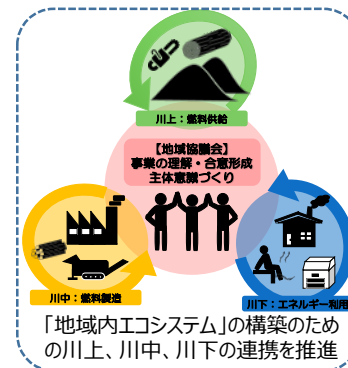 川上：燃料供給
【地域協議会】
事業の理解・合意形成
主体意識づくり
川中：燃料製造
川下：エネルギー利用
「地域内エコシステム」の構築のため
の川上、川中、川下の連携を推進